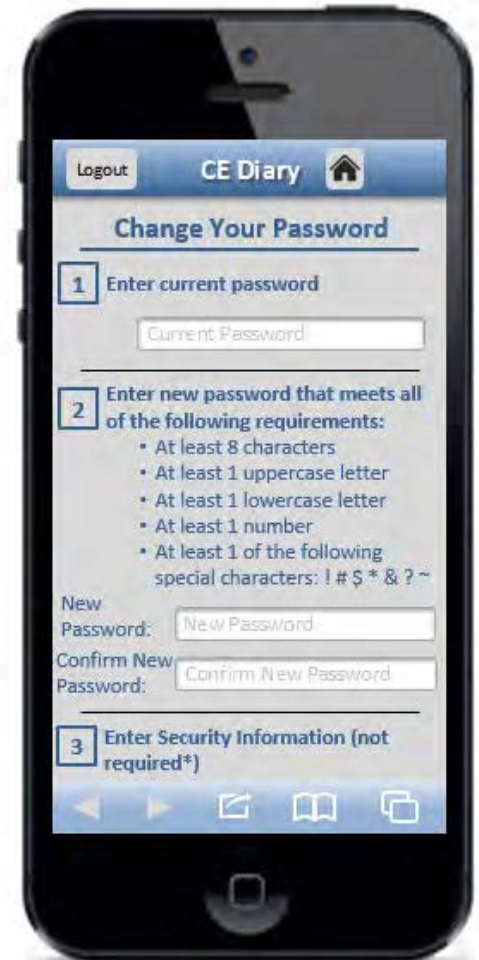 Logout CE Diary
Change Your Password
1 Enter current password
Current Password
2 Enter new password that meets all
of the following requirements:
• At least 8 characters
• At least 1 uppercase letter
• At least 1 lowercase letter
• At least 1 number
• At least 1 of the following
special characters: ! # $ * & ? ~
New
Password:
New Password
Confirm New
Password:
Confirm New Password
3 Enter Security Information (not
required*)